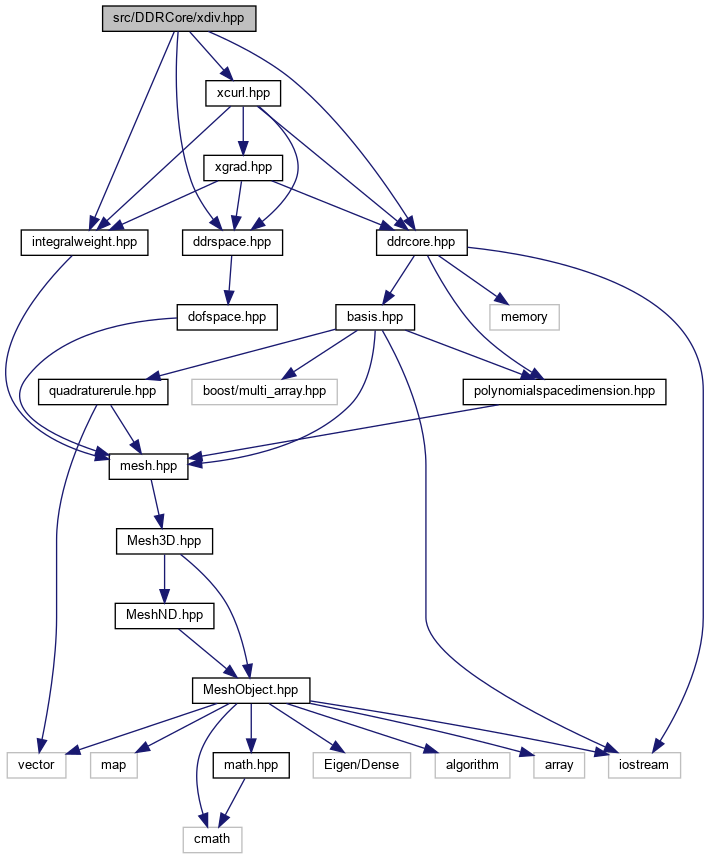 src/DDRCore/xdiv.hpp
xcurl.hpp
xgrad.hpp
integralweight.hpp
ddrspace.hpp
ddrcore.hpp
dofspace.hpp
basis.hpp
memory
quadraturerule.hpp
boost/multi_array.hpp
polynomialspacedimension.hpp
mesh.hpp
Mesh3D.hpp
MeshND.hpp
MeshObject.hpp
vector
map
math.hpp
Eigen/Dense
algorithm
array
iostream
cmath